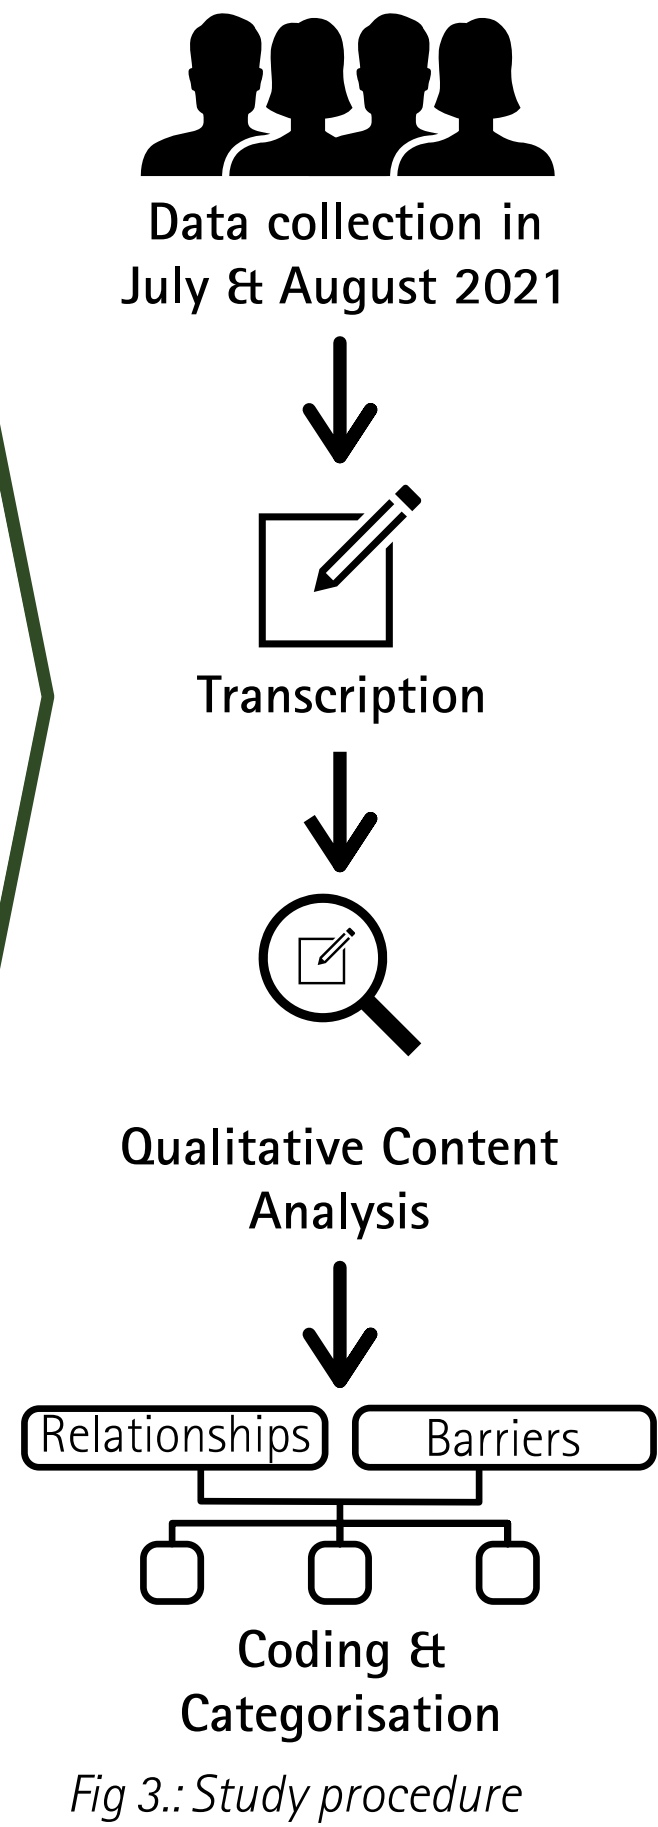 Data collection in
July & August 2021
Transcription
Qualitative Content
Analysis
Relationships
Barriers
Coding &
Categorisation
Fig 3.: Study procedure